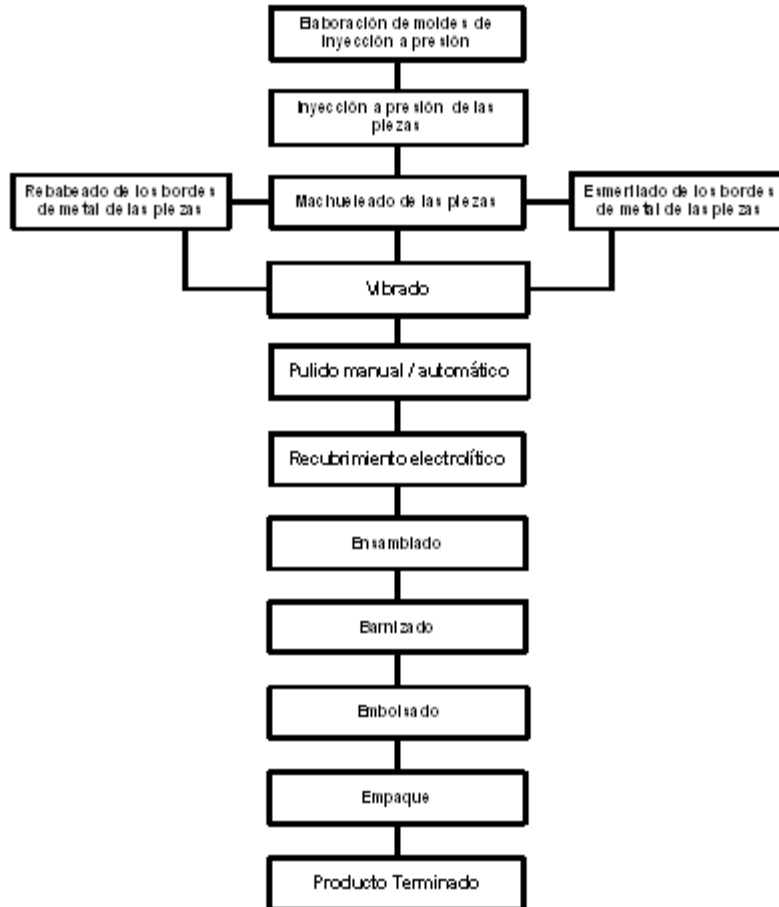 Elaboración de moldes de
Inyección a presión
Inyección a presión de las
piezas
Rebabeado de los bordes
de metal de las piezas
Machueleado de las piezas
Esmerilado de los bordes
de metal de las piezas
Vibrado
Pulido manual / automático
Recubrimiento electrolítico
Ensamblado
Barnizado
Embolsado
Empaque
Producto Terminado